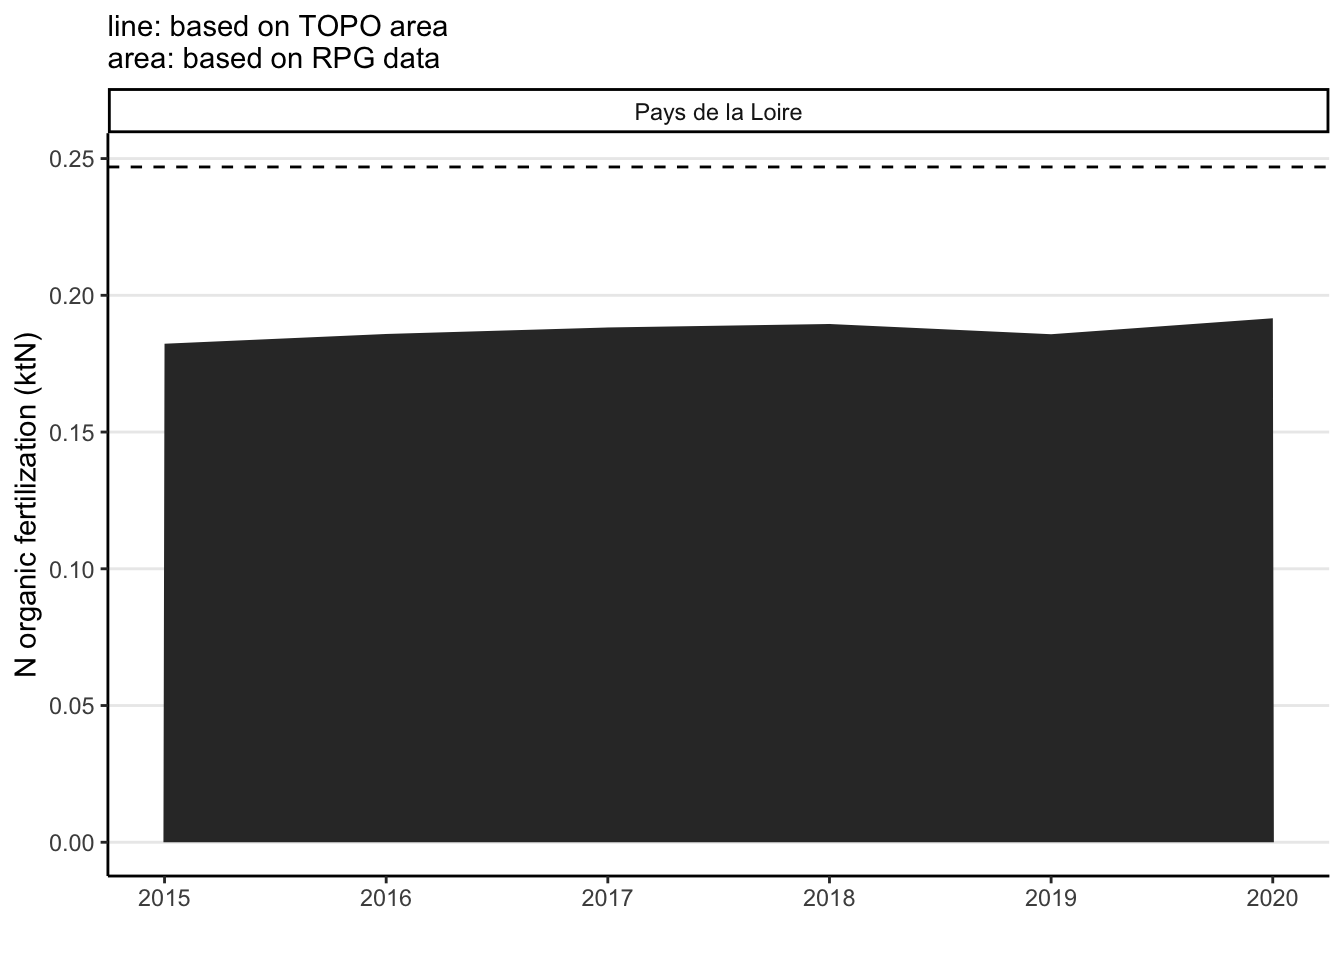 line: based on TOPO area
area: based on RPG data
Pays de la Loire
N organic fertilization (ktN)
0.25
0.20
0.15
0.10
0.05
0.00
2015 2016 2017 2018 2019 2020